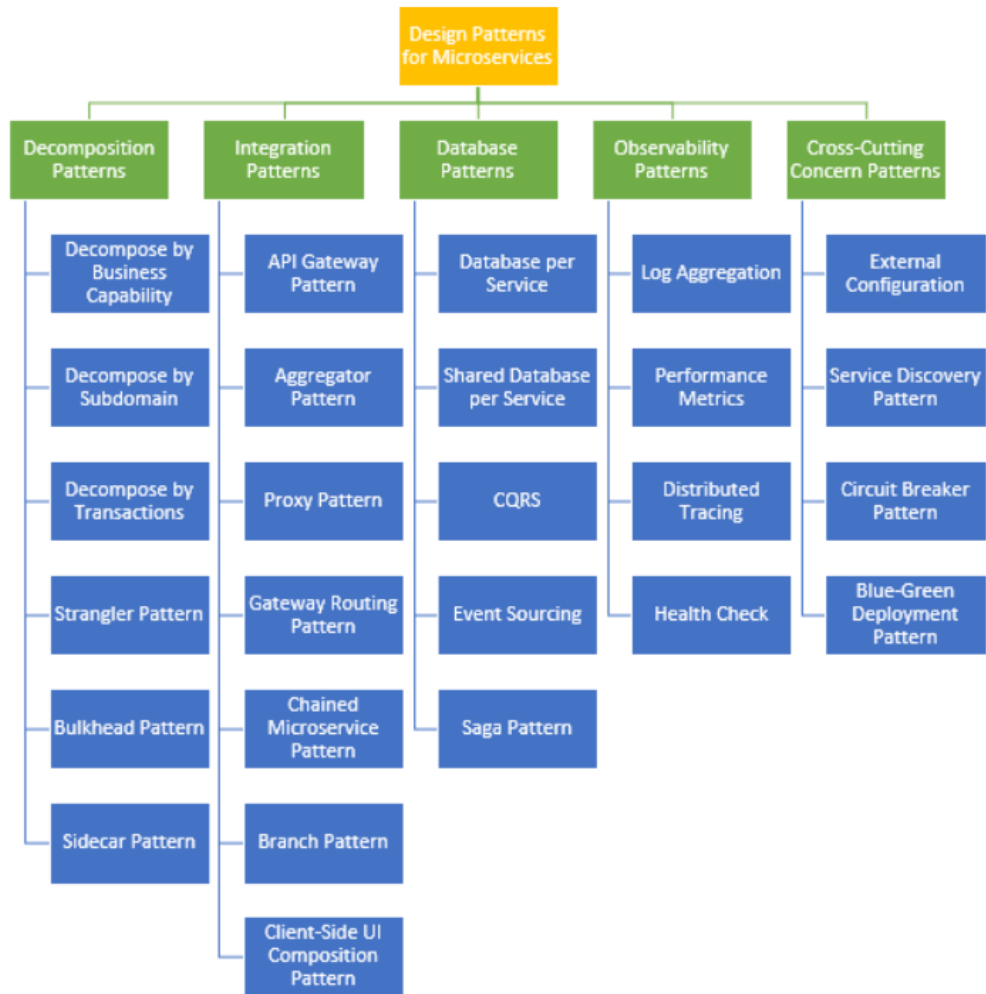 Design Patterns
for Microservices
Decomposition
Patterns
Integration
Patterns
Database
Patterns
Observability
Patterns
Cross-Cutting
Concern Patterns
Decompose by
Business
Capability
API Gateway
Pattern
Database per
Service
Log Aggregation
External
Configuration
Decompose by
Subdomain
Aggregator
Pattern
Shared Database
per Service
Performance
Metrics
Service Discovery
Pattern
Decompose by
Transactions
Proxy Pattern
CQRS
Distributed
Tracing
Circuit Breaker
Pattern
Strangler Pattern
Gateway Routing
Pattern
Event Sourcing
Health Check
Blue-Green
Deployment
Pattern
Bulkhead Pattern
Chained
Microservice
Pattern
Saga Pattern
Sidecar Pattern
Branch Pattern
Client-Side UI
Composition
Pattern